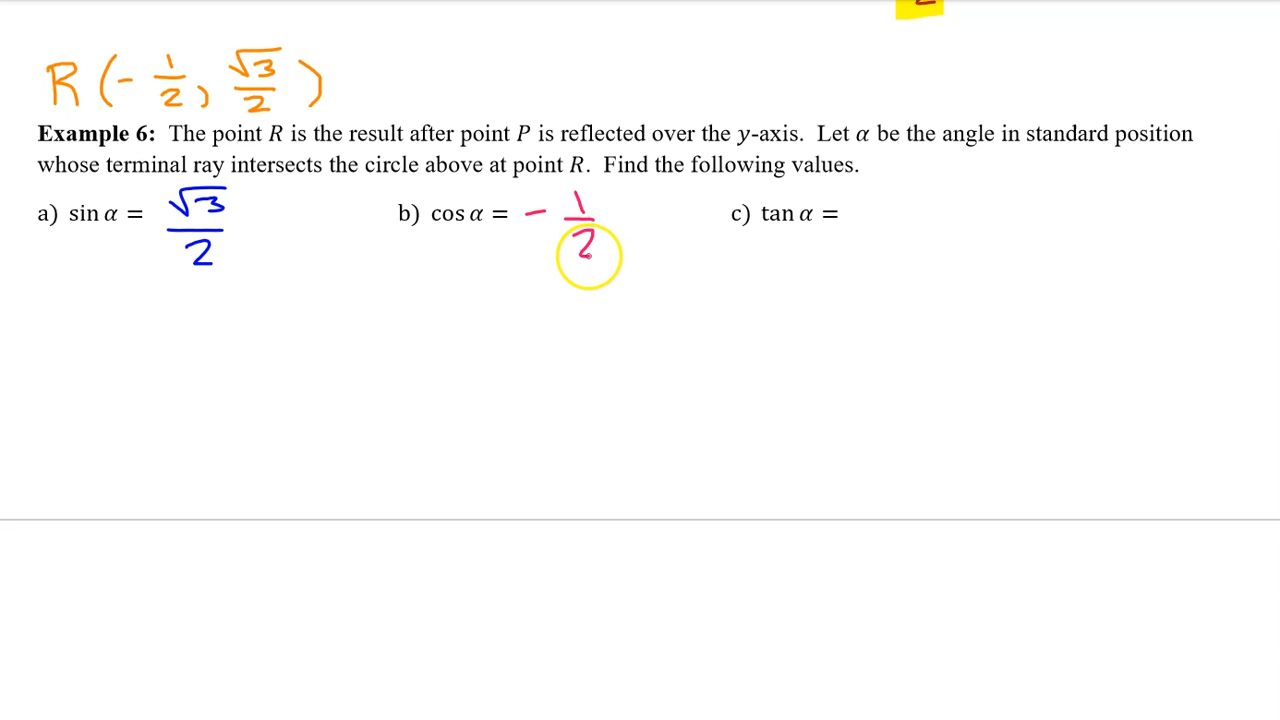 R(-1/2, √3/2)
Example 6: The point R is the result after point P is reflected over the y-axis. Let α be the angle in standard position
whose terminal ray intersects the circle above at point R. Find the following values.
a) sin α = √3/2 b) cos α = - 1/2 c) tan α =